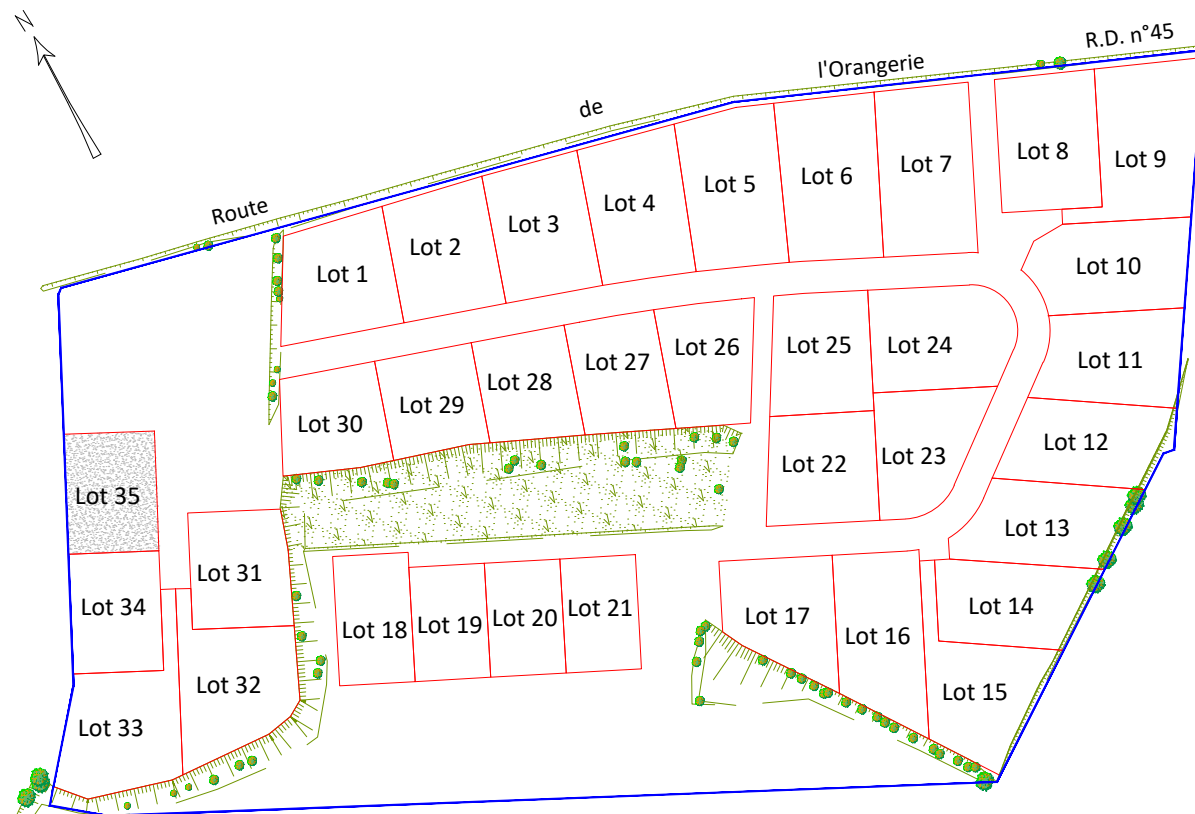 N
R.D. n°45
l'Orangerie
de
Route
Lot 1
Lot 2
Lot 3
Lot 4
Lot 5
Lot 6
Lot 7
Lot 8
Lot 9
Lot 10
Lot 11
Lot 12
Lot 13
Lot 14
Lot 15
Lot 16
Lot 17
Lot 18
Lot 19
Lot 20
Lot 21
Lot 22
Lot 23
Lot 24
Lot 25
Lot 26
Lot 27
Lot 28
Lot 29
Lot 30
Lot 31
Lot 32
Lot 33
Lot 34
Lot 35